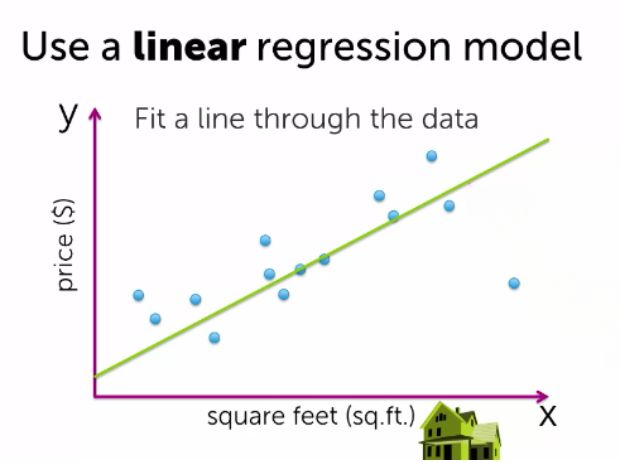 Use a linear regression model
y
Fit a line through the data
price ($)
square feet (sq.ft.)
x